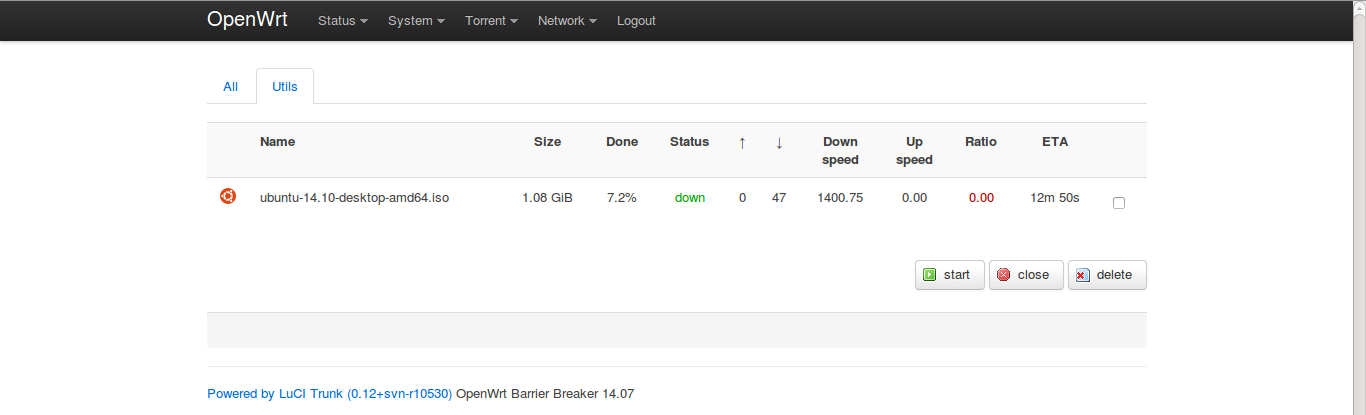 OpenWrt Status System Torrent Network Logout
All Utils
Name Size Done Status ↑ ↓ Down speed Up speed Ratio ETA
ubuntu-14.10-desktop-amd64.iso 1.08 GiB 7.2% down 0 47 1400.75 0.00 0.00 12m 50s
start close delete
Powered by LuCI Trunk (0.12+svn-r10530) OpenWrt Barrier Breaker 14.07